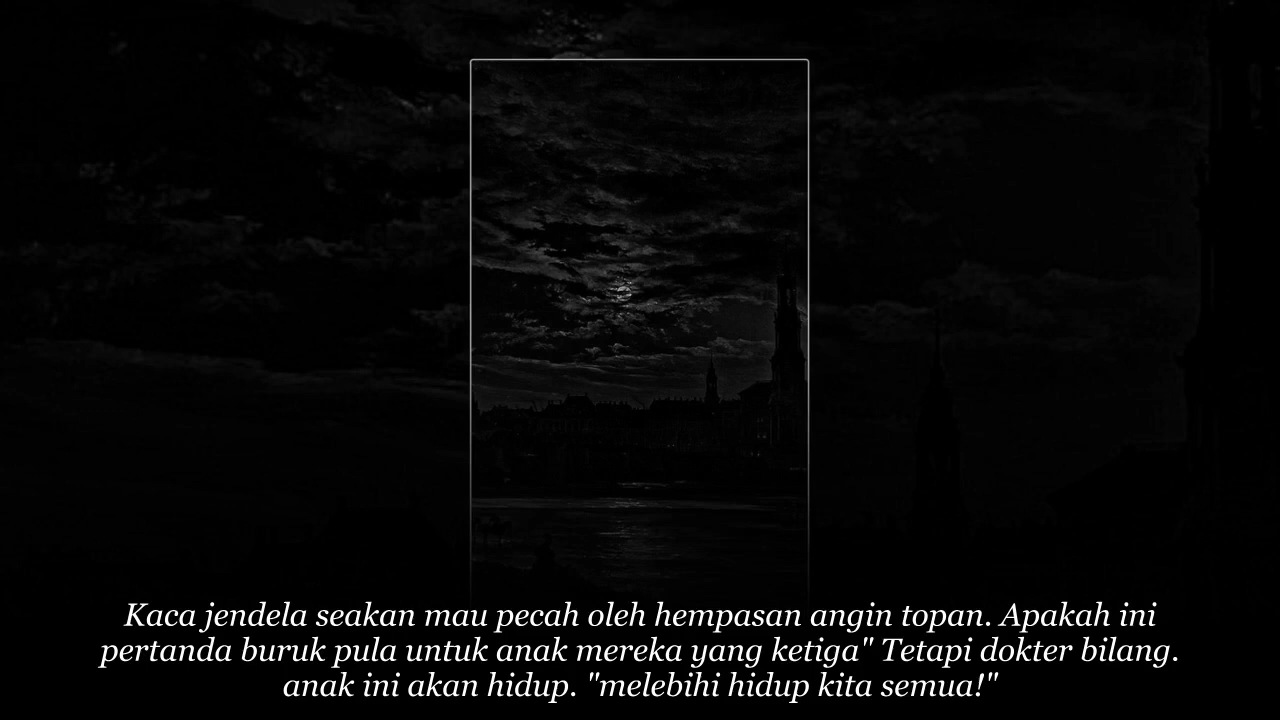 Kaca jendela seakan mau pecah oleh hempasan angin topan. Apakah ini
pertanda buruk pula untuk anak mereka yang ketiga" Tetapi dokter bilang.
anak ini akan hidup. "melebihi hidup kita semua!"